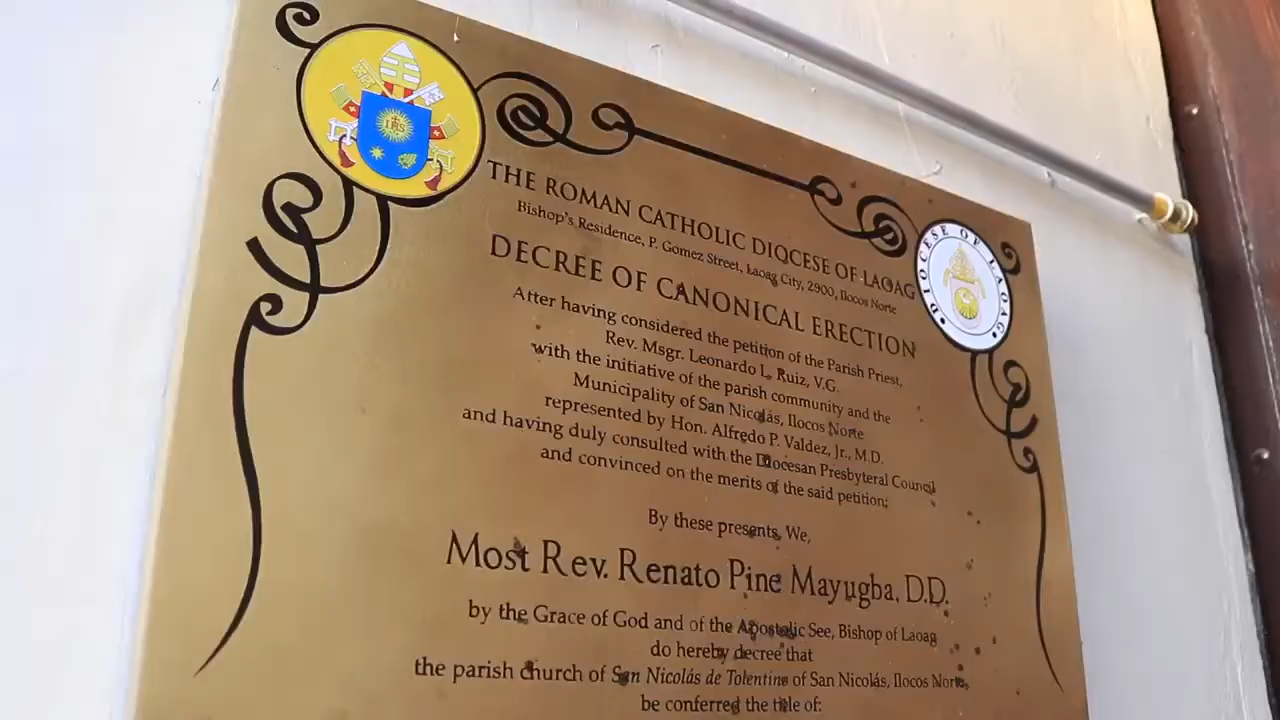 IHS
DIOCESE OF LAOAG
THE ROMAN CATHOLIC DIOCESE OF LAOAG
Bishop's Residence, P. Gomez Street, Laoag City, 2900, Ilocos Norte
DECREE OF CANONICAL ERECTION
After having considered the petition of the Parish Priest,
Rev. Msgr. Leonardo L. Ruiz, V.G.
with the initiative of the parish community and the
Municipality of San Nicolás, Ilocos Norte
represented by Hon. Alfredo P. Valdez, Jr., M.D.
and having duly consulted with the Diocesan Presbyteral Council
and convinced on the merits of the said petition;
By these presents, We,
Most Rev. Renato Pine Mayugba, D.D.
by the Grace of God and of the Apostolic See, Bishop of Laoag
do hereby decree that
the parish church of San Nicolás de Tolentino of San Nicolás, Ilocos Norte,
be conferred the title of: